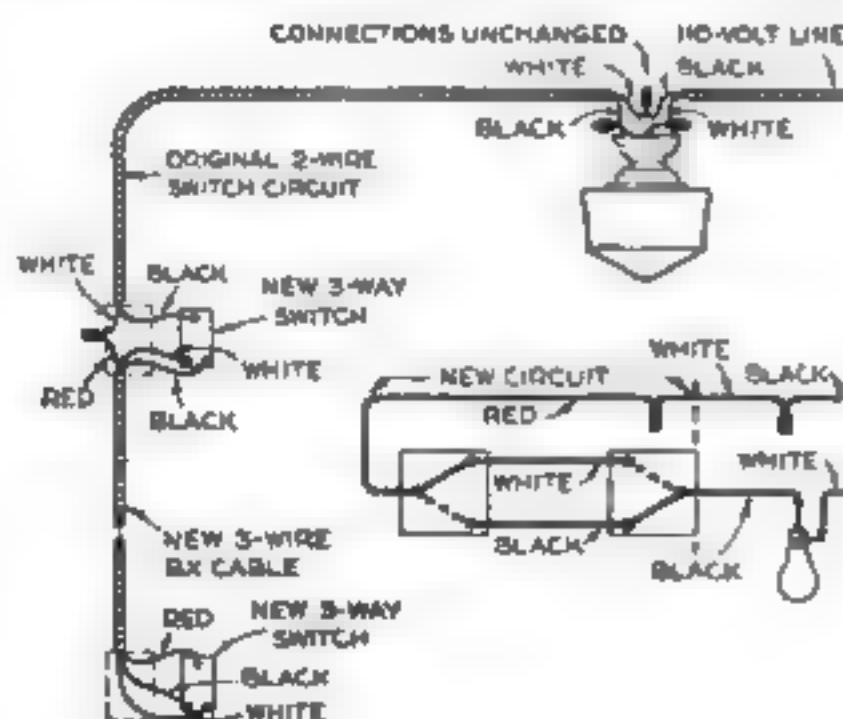 CONNECTIONS UNCHANGED
110-VOLT LINE
WHITE
BLACK
BLACK
WHITE
ORIGINAL 2-WIRE
SWITCH CIRCUIT
WHITE
BLACK
NEW 3-WAY
SWITCH
WHITE
RED
BLACK
NEW CIRCUIT
WHITE
BLACK
RED
WHITE
WHITE
BLACK
BLACK
NEW 3-WIRE
BX CABLE
RED
NEW 3-WAY
SWITCH
BLACK
WHITE